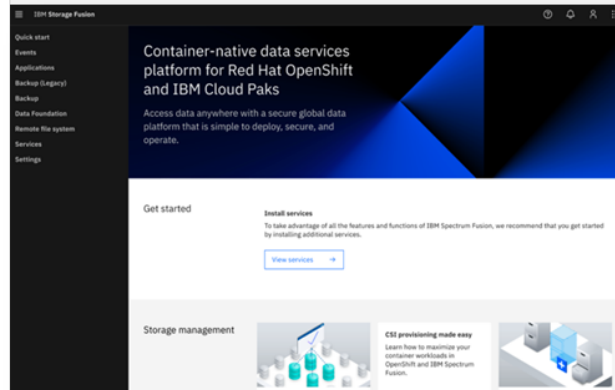 IBM Storage Fusion
Quick start
Events
Applications
Backup (Legacy)
Backup
Data Foundation
Remote file system
Services
Settings
Container-native data services
platform for Red Hat OpenShift
and IBM Cloud Paks
Access data anywhere with a secure global data
platform that is simple to deploy, secure, and
operate.
Get started
Install services
To take advantage of all the features and functions of IBM Spectrum Fusion, we recommend that you get started
by installing additional services.
View services
Storage management
CSI provisioning made easy
Learn how to maximize your
container workloads in
OpenShift and IBM Spectrum
Fusion.